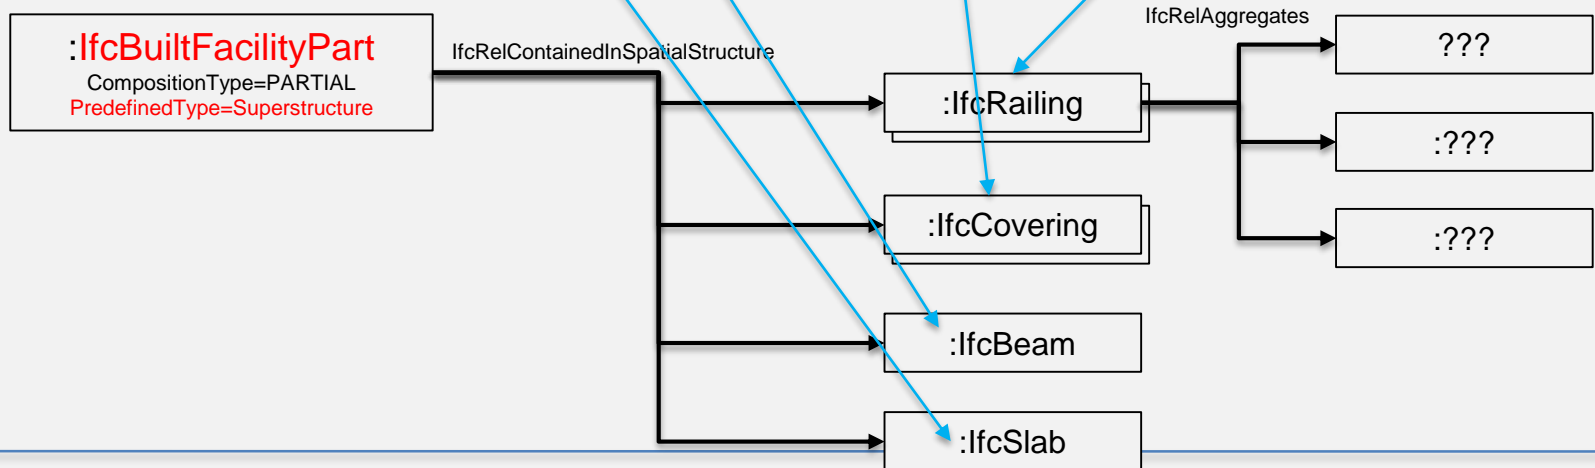 :IfcBuiltFacilityPart
CompositionType=PARTIAL
PredefinedType=Superstructure
IfcRelContainedInSpatialStructure
IfcRelAggregates
:IfcRailing
:IfcCovering
:IfcBeam
:IfcSlab
???
:???
:???